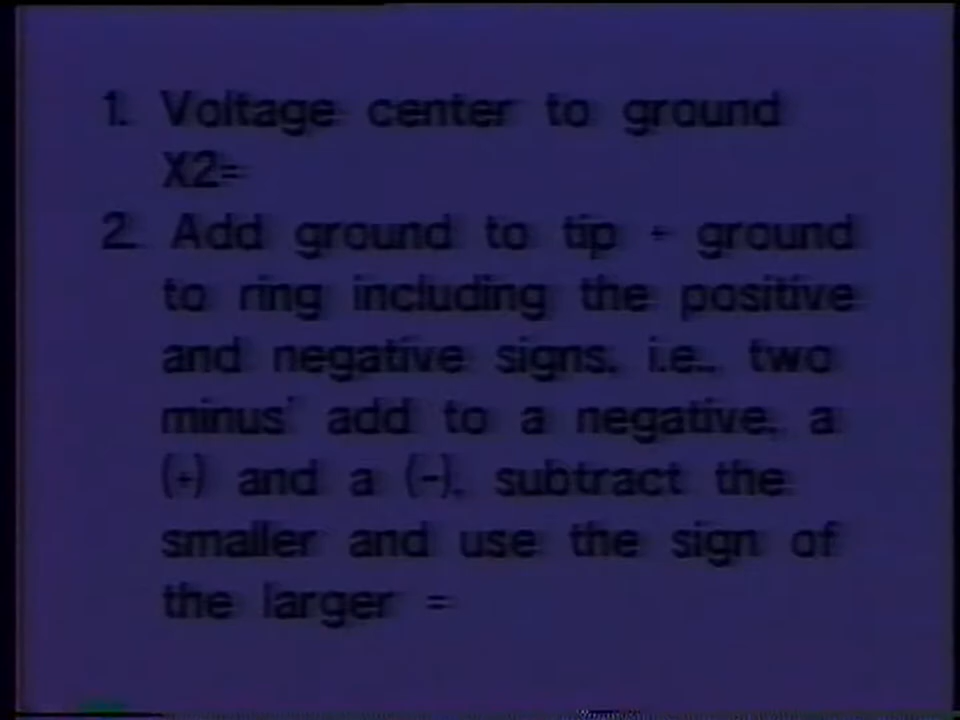 1. Voltage center to ground
X2=
2. Add ground to tip + ground
to ring including the positive
and negative signs. i.e.. two
minus' add to a negative, a
(+) and a (-), subtract the
smaller and use the sign of
the larger =